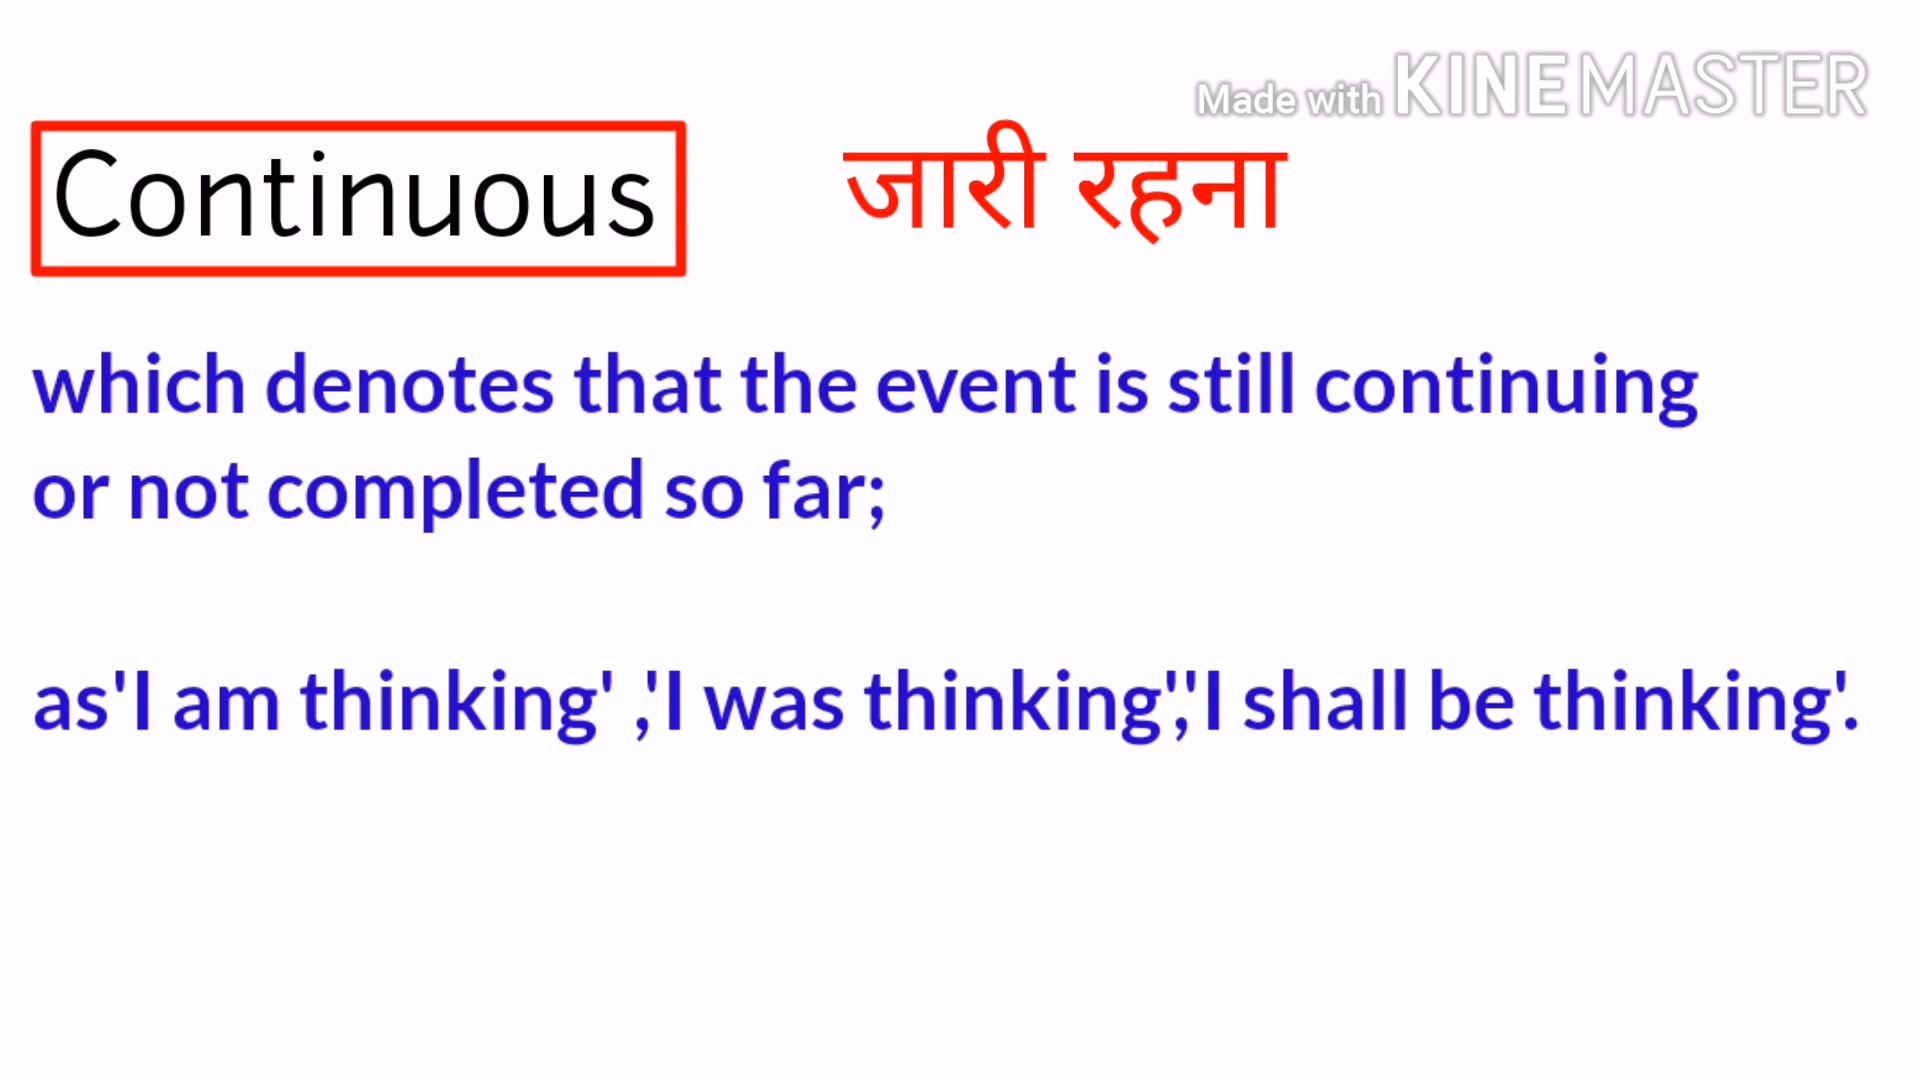 Made with KINEMASTER
Continuous जारी रहना
which denotes that the event is still continuing
or not completed so far;
as'I am thinking' ,'I was thinking','I shall be thinking'.